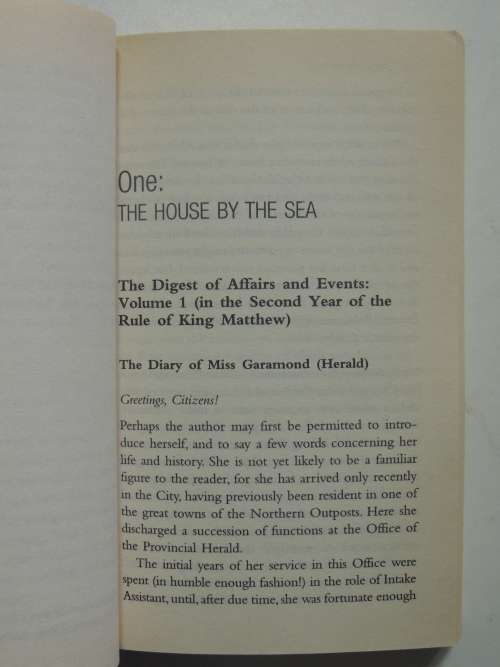 One:
THE HOUSE BY THE SEA
The Digest of Affairs and Events:
Volume 1 (in the Second Year of the
Rule of King Matthew)
The Diary of Miss Garamond (Herald)
Greetings, Citizens!
Perhaps the author may first be permitted to intro-
duce herself, and to say a few words concerning her
life and history. She is not yet likely to be a familiar
figure to the reader, for she has arrived only recently
in the City, having previously been resident in one of
the great towns of the Northern Outposts. Here she
discharged a succession of functions at the Office of
the Provincial Herald.
The initial years of her service in this Office were
spent (in humble enough fashion!) in the role of Intake
Assistant, until, after due time, she was fortunate enough